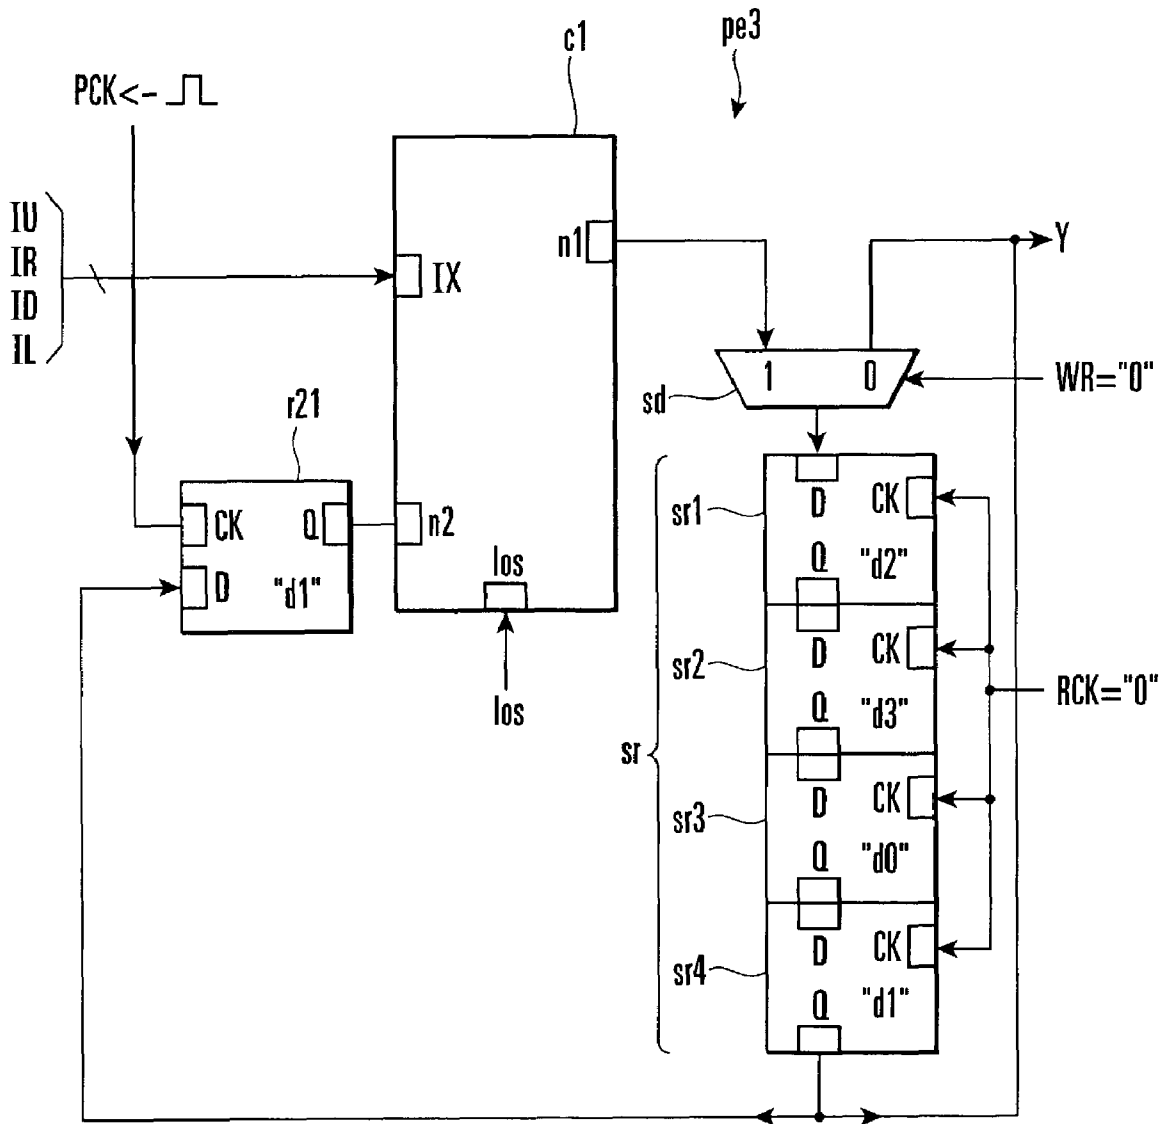 pe3
c1
PCK<-
IU
IR
ID
IL
IX
n1
Y
1 0
WR="0"
sd
r21
CK Q
D "d1"
n2
los
los
sr
sr1
D CK
Q "d2"
sr2
D CK
Q "d3"
RCK="0"
sr3
D CK
Q "d0"
sr4
D CK
Q "d1"